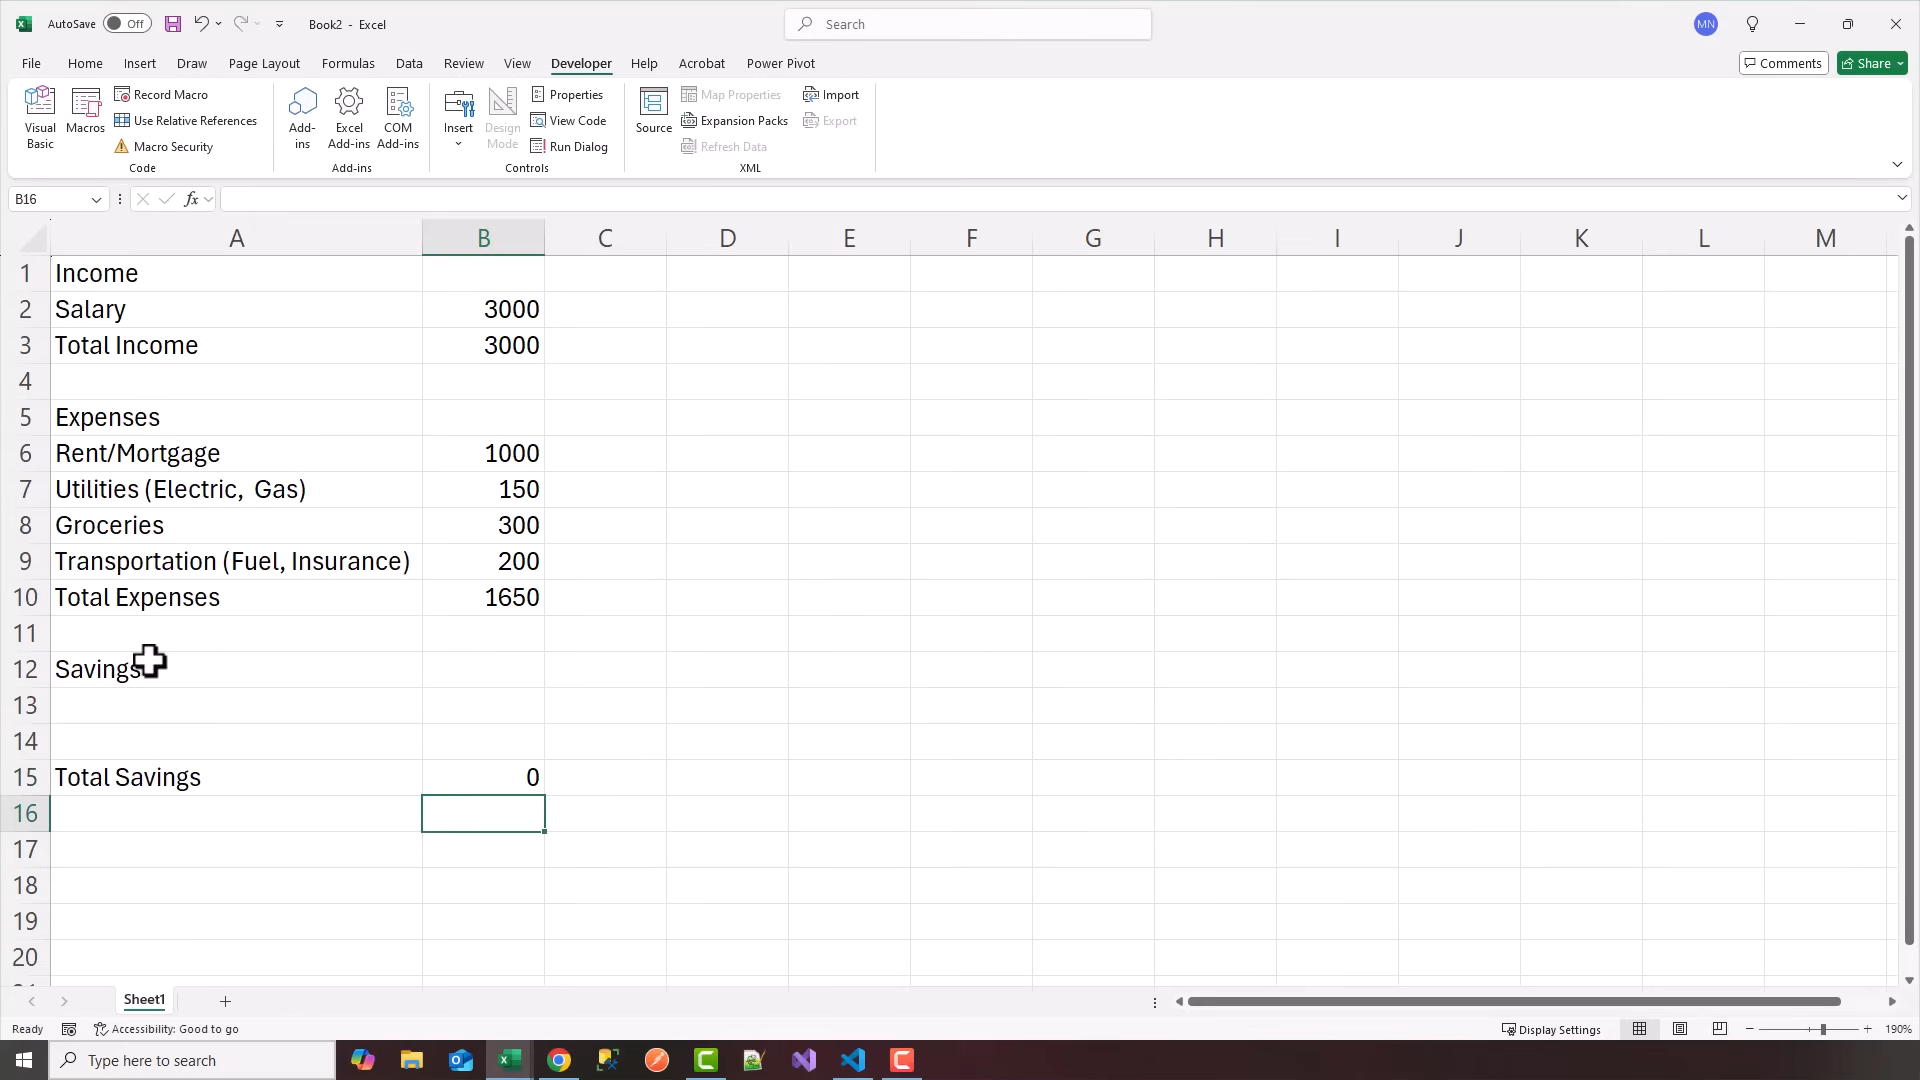 AutoSave Off Book2 - Excel Search MN
File Home Insert Draw Page Layout Formulas Data Review View Developer Help Acrobat Power Pivot Comments Share
Visual Basic
Macros
Record Macro
Use Relative References
Macro Security
Code
Add-ins
Excel Add-ins
COM Add-ins
Add-ins
Insert
Design Mode
Properties
View Code
Run Dialog
Controls
Source
Map Properties
Expansion Packs
Refresh Data
Import
Export
XML
B16 fx
A B C D E F G H I J K L M
1 Income
2 Salary 3000
3 Total Income 3000
4
5 Expenses
6 Rent/Mortgage 1000
7 Utilities (Electric, Gas) 150
8 Groceries 300
9 Transportation (Fuel, Insurance) 200
10 Total Expenses 1650
11
12 Savings
13
14
15 Total Savings 0
16
17
18
19
20
Sheet1
Ready Accessibility: Good to go Display Settings 190%
Type here to search